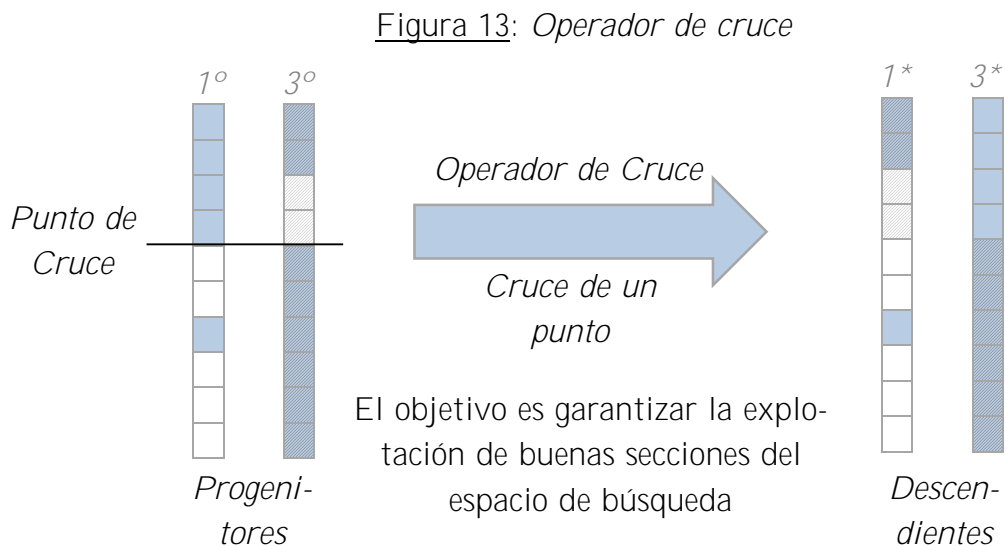 Figura 13: Operador de cruce
1º 3º
1* 3*
Operador de Cruce
Punto de
Cruce
Cruce de un
punto
El objetivo es garantizar la explo-
tación de buenas secciones del
espacio de búsqueda
Progeni-
tores
Descen-
dientes